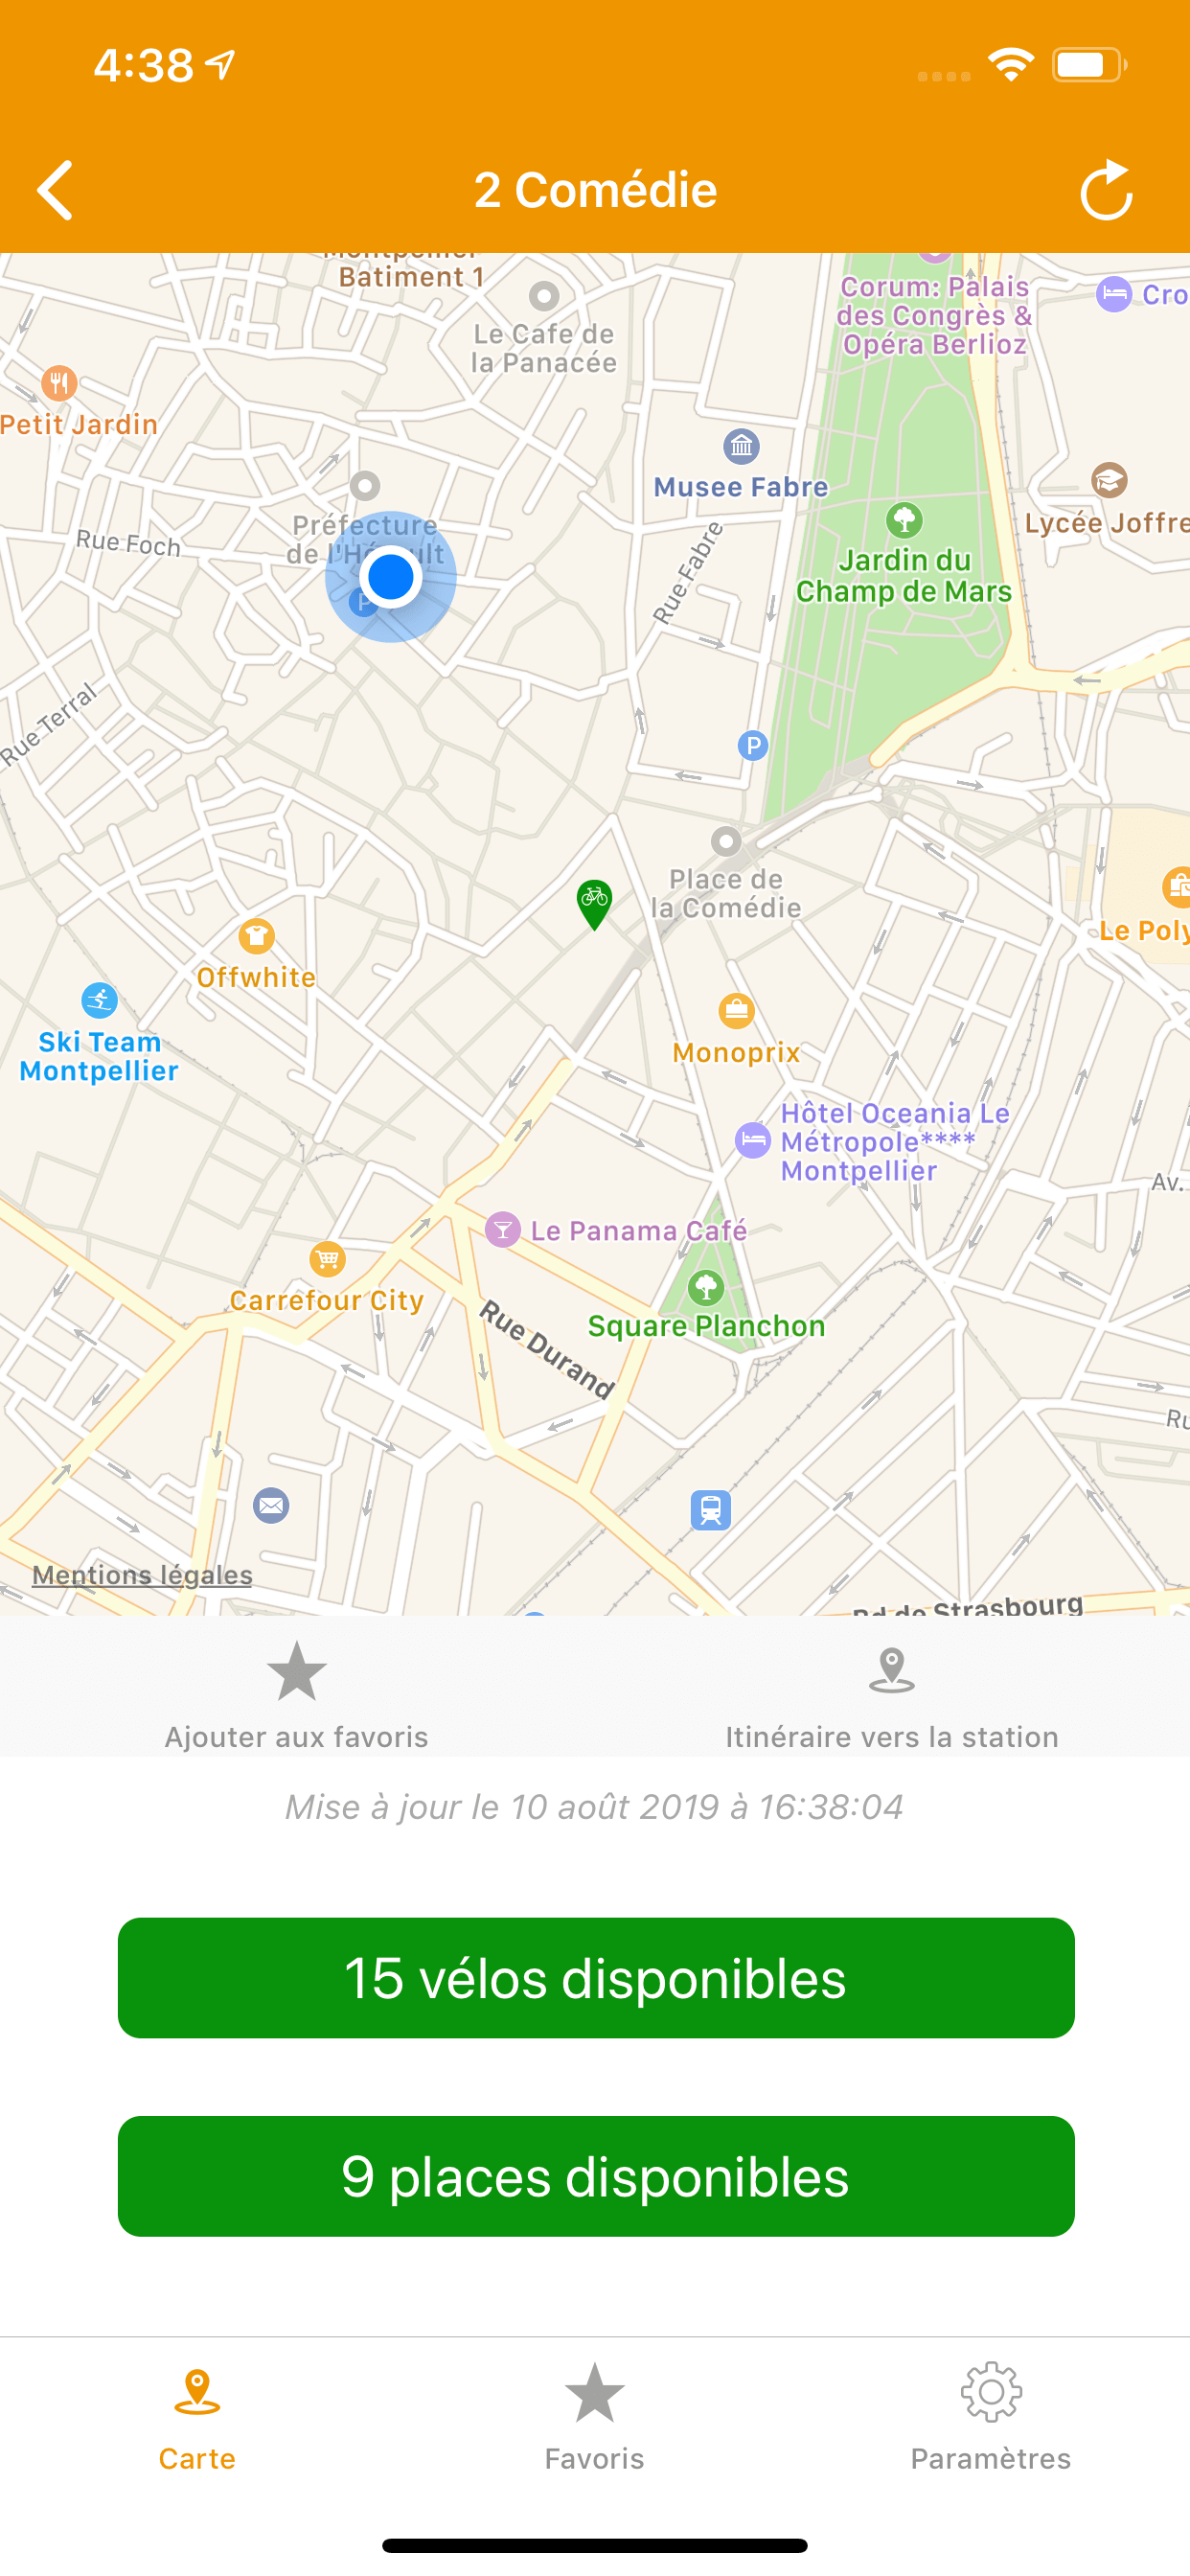 4:38
2 Comédie
Batiment 1
Le Cafe de
la Panacée
Corum: Palais
des Congrès &
Opéra Berlioz
Cro
Petit Jardin
Musee Fabre
Lycée Joffre
Préfecture
de l'Hérault
Rue Foch
P
Rue Fabre
Jardin du
Champ de Mars
Rue Terral
P
Place de
la Comédie
Le Poly
Offwhite
Ski Team
Montpellier
Monoprix
Hôtel Oceania Le
Métropole****
Montpellier
Av.
Le Panama Café
Carrefour City
Square Planchon
Rue Durand
Ru
Mentions légales
Bd de Strasbourg
Ajouter aux favoris
Itinéraire vers la station
Mise à jour le 10 août 2019 à 16:38:04
15 vélos disponibles
9 places disponibles
Carte
Favoris
Paramètres